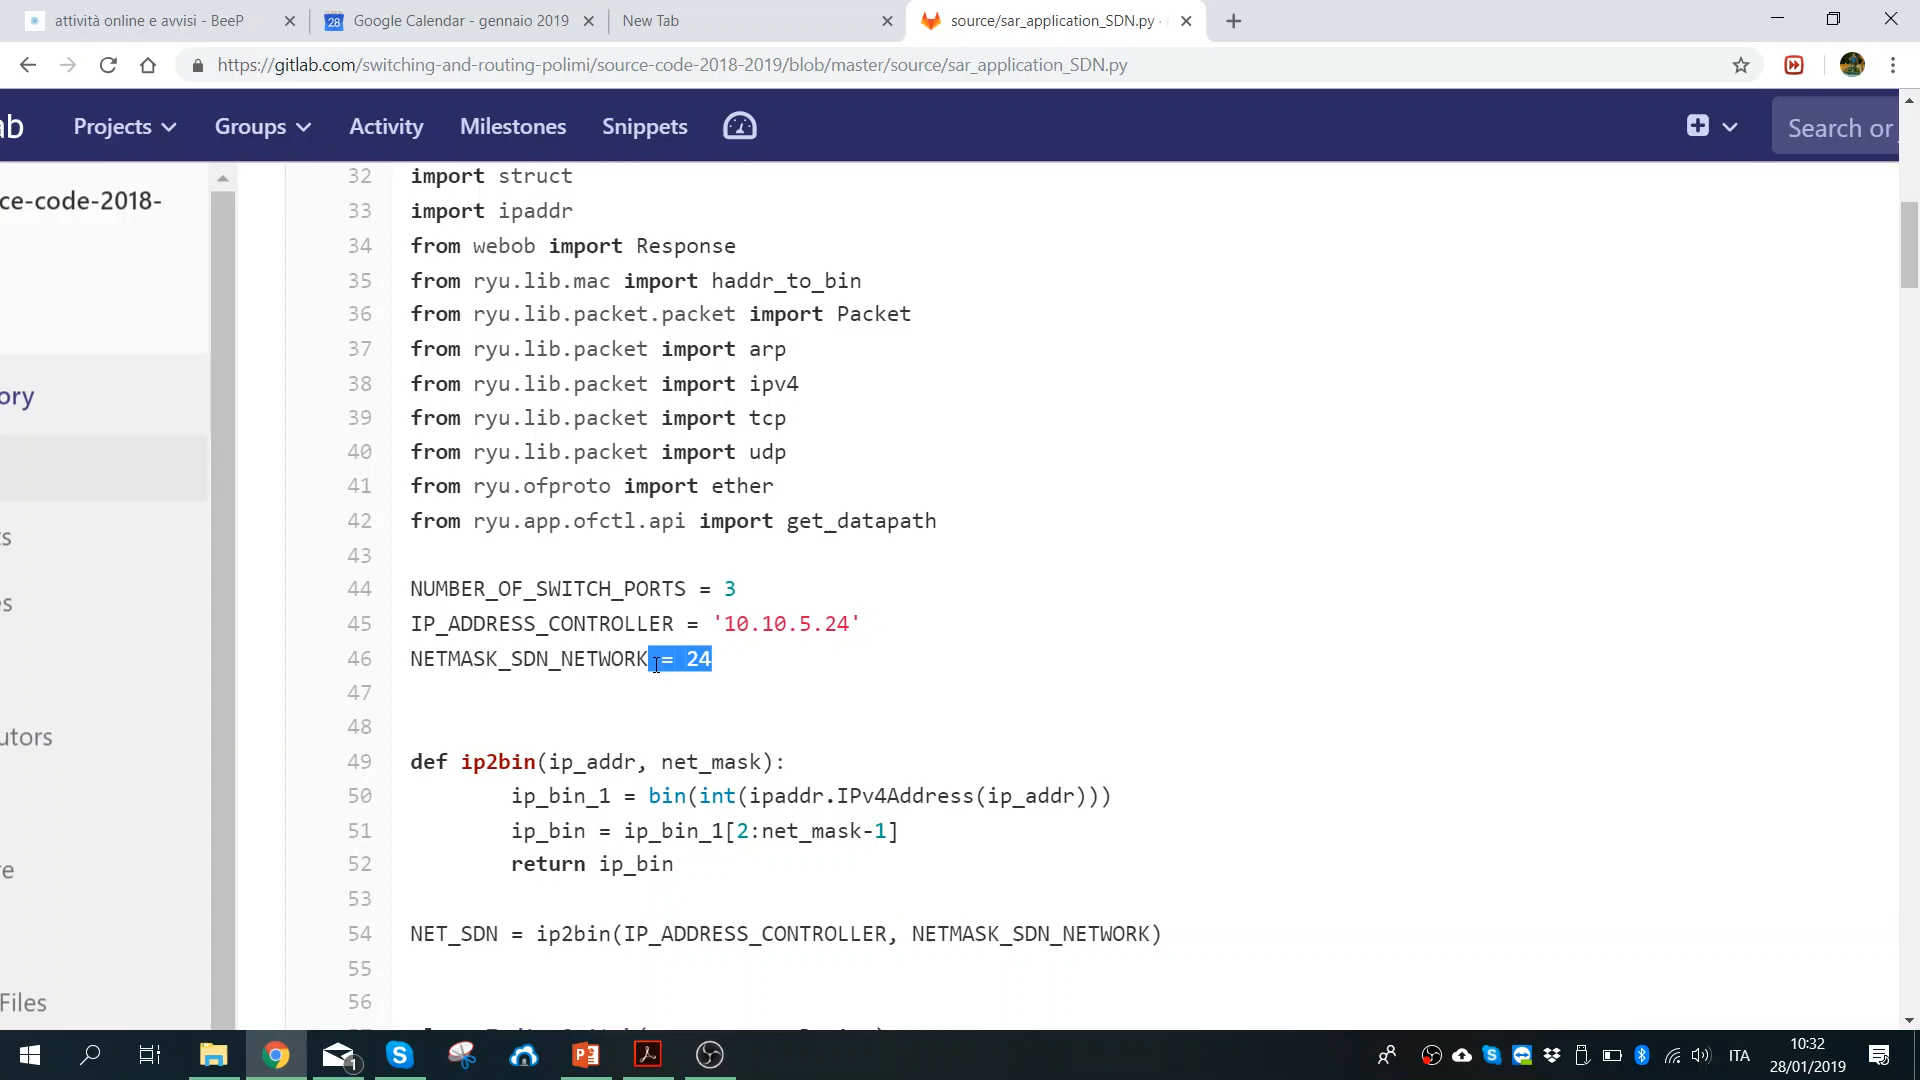 attività online e avvisi - BeeP
28 Google Calendar - gennaio 2019
New Tab
source/sar_application_SDN.py ·
https://gitlab.com/switching-and-routing-polimi/source-code-2018-2019/blob/master/source/sar_application_SDN.py
ab
Projects
Groups
Activity
Milestones
Snippets
Search or
ce-code-2018-
ory
ts
es
utors
re
Files
32 import struct
33 import ipaddr
34 from webob import Response
35 from ryu.lib.mac import haddr_to_bin
36 from ryu.lib.packet.packet import Packet
37 from ryu.lib.packet import arp
38 from ryu.lib.packet import ipv4
39 from ryu.lib.packet import tcp
40 from ryu.lib.packet import udp
41 from ryu.ofproto import ether
42 from ryu.app.ofctl.api import get_datapath
43
44 NUMBER_OF_SWITCH_PORTS = 3
45 IP_ADDRESS_CONTROLLER = '10.10.5.24'
46 NETMASK_SDN_NETWORK = 24
47
48
49 def ip2bin(ip_addr, net_mask):
50 ip_bin_1 = bin(int(ipaddr.IPv4Address(ip_addr)))
51 ip_bin = ip_bin_1[2:net_mask-1]
52 return ip_bin
53
54 NET_SDN = ip2bin(IP_ADDRESS_CONTROLLER, NETMASK_SDN_NETWORK)
55
56
1
ITA
10:32
28/01/2019